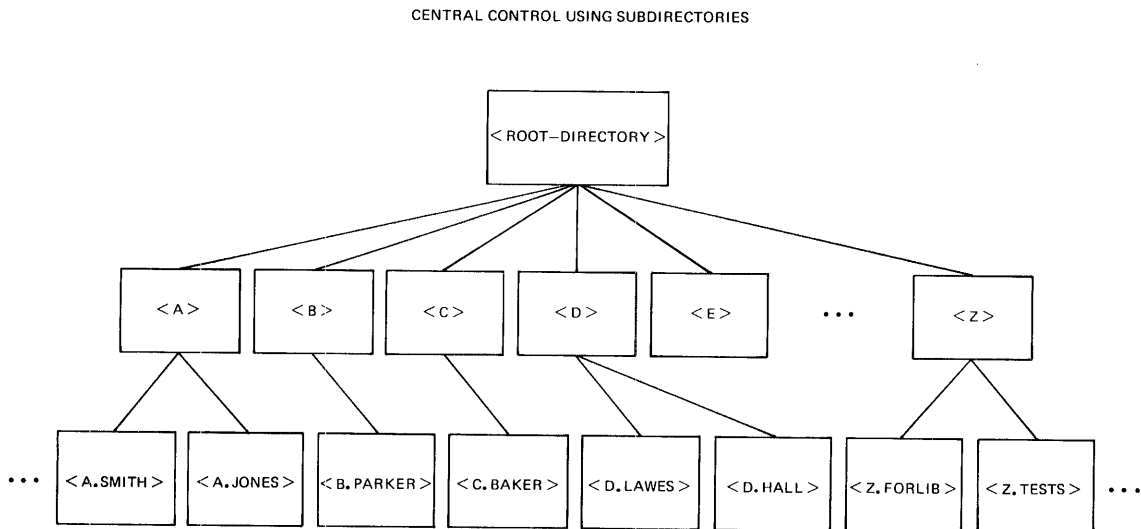 CENTRAL CONTROL USING SUBDIRECTORIES
<ROOT-DIRECTORY>
<A> <B> <C> <D> <E> ••• <Z>
••• <A.SMITH> <A.JONES> <B.PARKER> <C.BAKER> <D.LAWES> <D.HALL> <Z.FORLIB> <Z.TESTS> •••